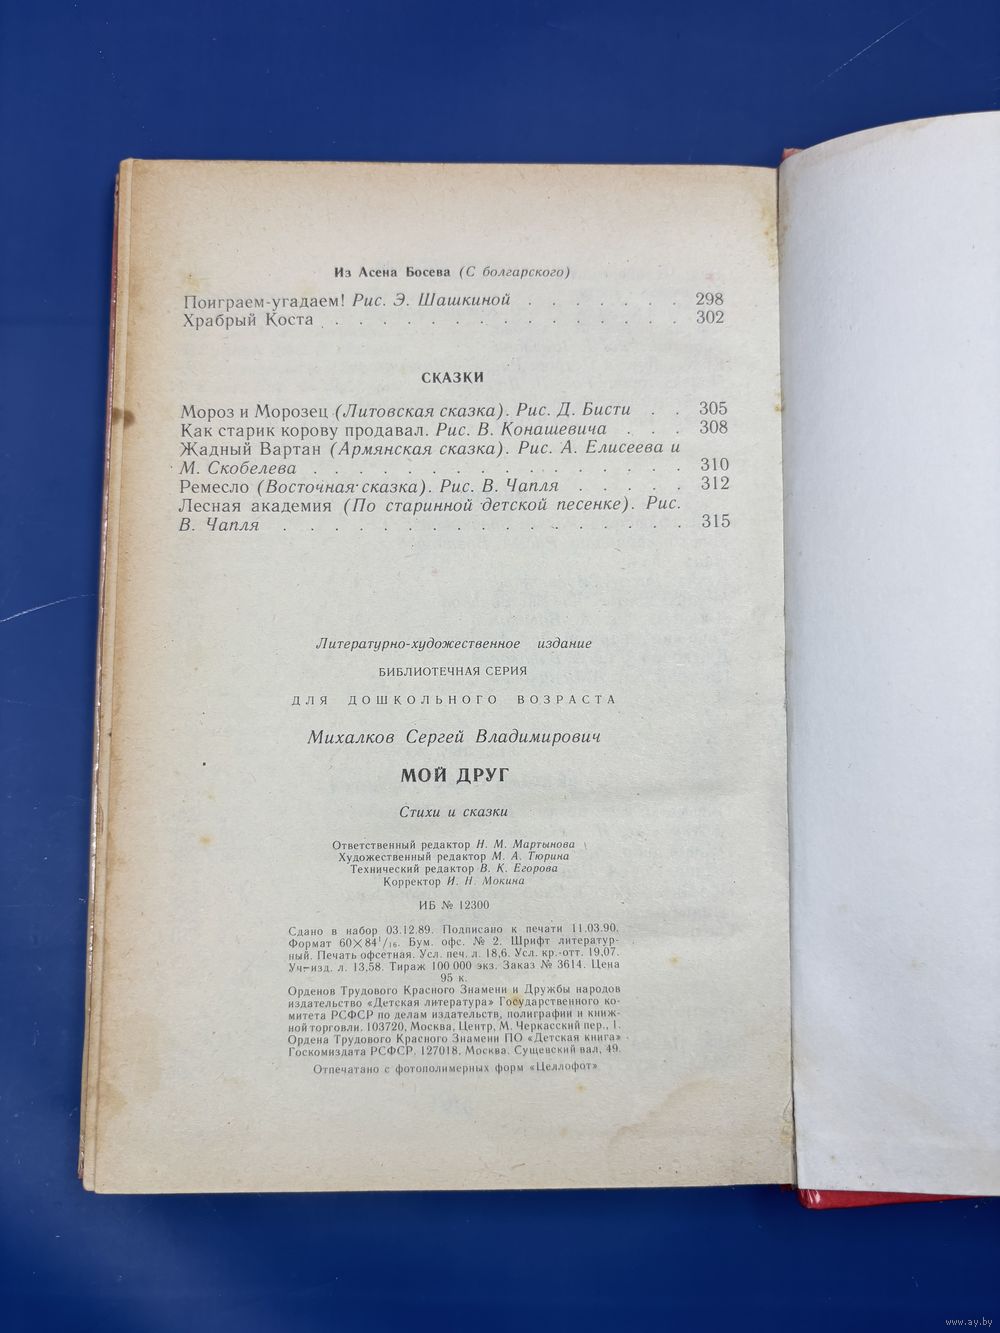 Из Асена Босева (С болгарского)
Поиграем-угадаем! Рис. Э. Шашкиной . . . . . . . 298
Храбрый Коста . . . . . . . . . . . . . . . . 302
СКАЗКИ
Мороз и Морозец (Литовская сказка). Рис. Д. Бисти . . 305
Как старик корову продавал. Рис. В. Конашевича . . . 308
Жадный Вартан (Армянская сказка). Рис. А. Елисеева и
М. Скобелева . . . . . . . . . . . . . . . . 310
Ремесло (Восточная сказка). Рис. В. Чапля . . . . . 312
Лесная академия (По старинной детской песенке). Рис.
В. Чапля . . . . . . . . . . . . . . . . . 315
Литературно-художественное издание
БИБЛИОТЕЧНАЯ СЕРИЯ
ДЛЯ ДОШКОЛЬНОГО ВОЗРАСТА
Михалков Сергей Владимирович
МОЙ ДРУГ
Стихи и сказки
Ответственный редактор Н. М. Мартынова
Художественный редактор М. А. Тюрина
Технический редактор В. К. Егорова
Корректор И. Н. Мокина
ИБ № 12300
Сдано в набор 03.12.89. Подписано к печати 11.03.90.
Формат 60×84¹/₁₆. Бум. офс. № 2. Шрифт литератур-
ный. Печать офсетная. Усл. печ. л. 18,6. Усл. кр.-отт. 19,07.
Уч-изд. л. 13,58. Тираж 100 000 экз. Заказ № 3614. Цена
95 к.
Орденов Трудового Красного Знамени и Дружбы народов
издательство «Детская литература» Государственного ко-
митета РСФСР по делам издательств, полиграфии и книж-
ной торговли. 103720, Москва, Центр, М. Черкасский пер., 1.
Ордена Трудового Красного Знамени ПО «Детская книга»
Госкомиздата РСФСР. 127018, Москва. Сущевский вал, 49.
Отпечатано с фотополимерных форм «Целлофот»
www.ay.by